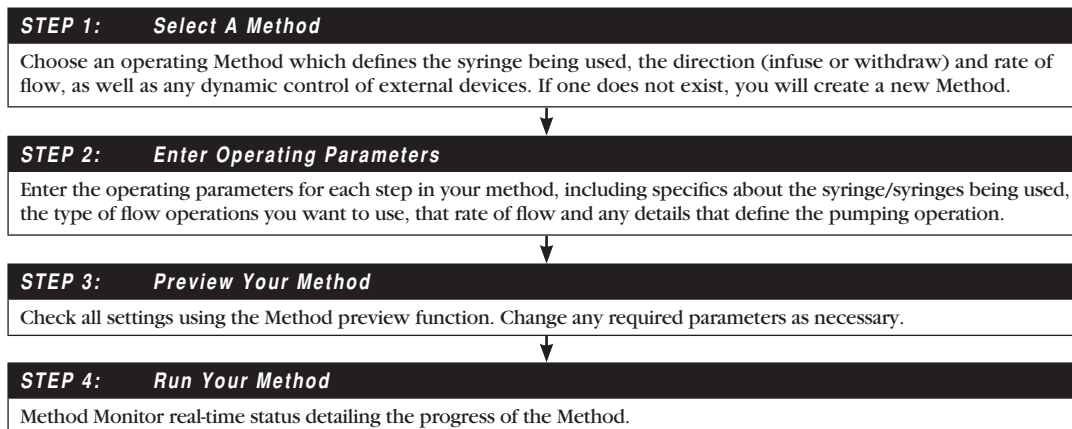 STEP 1: Select A Method
Choose an operating Method which defines the syringe being used, the direction (infuse or withdraw) and rate of
flow, as well as any dynamic control of external devices. If one does not exist, you will create a new Method.
STEP 2: Enter Operating Parameters
Enter the operating parameters for each step in your method, including specifics about the syringe/syringes being used,
the type of flow operations you want to use, that rate of flow and any details that define the pumping operation.
STEP 3: Preview Your Method
Check all settings using the Method preview function. Change any required parameters as necessary.
STEP 4: Run Your Method
Method Monitor real-time status detailing the progress of the Method.